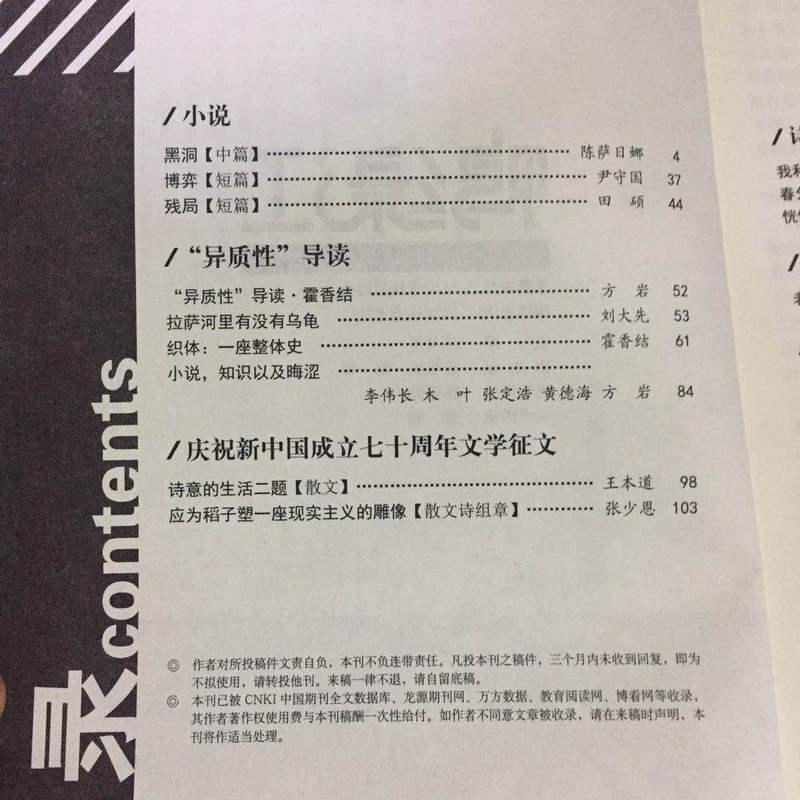 / 小说
黑洞【中篇】 陈萨日娜 4
博弈【短篇】 尹守国 37
残局【短篇】 田 硕 44
/ “异质性”导读
“异质性”导读·霍香结 方 岩 52
拉萨河里有没有乌龟 刘大先 53
织体：一座整体史 霍香结 61
小说，知识以及晦涩
李伟长 木 叶 张定浩 黄德海 方 岩 84
/ 庆祝新中国成立七十周年文学征文
诗意的生活二题【散文】 王本道 98
应为稻子塑一座现实主义的雕像【散文诗组章】 张少恩 103
◎ 作者对所投稿件文责自负，本刊不负连带责任。凡投本刊之稿件，三个月内未收到回复，即为
不拟使用，请转投他刊。来稿一律不退，请自留底稿。
◎ 本刊已被 CNKI 中国期刊全文数据库、龙源期刊网、万方数据、教育阅读网、博看网等收录，
其作者著作权使用费与本刊稿酬一次性给付。如作者不同意文章被收录，请在来稿时声明，本
刊将作适当处理。
录 contents
我和
春分